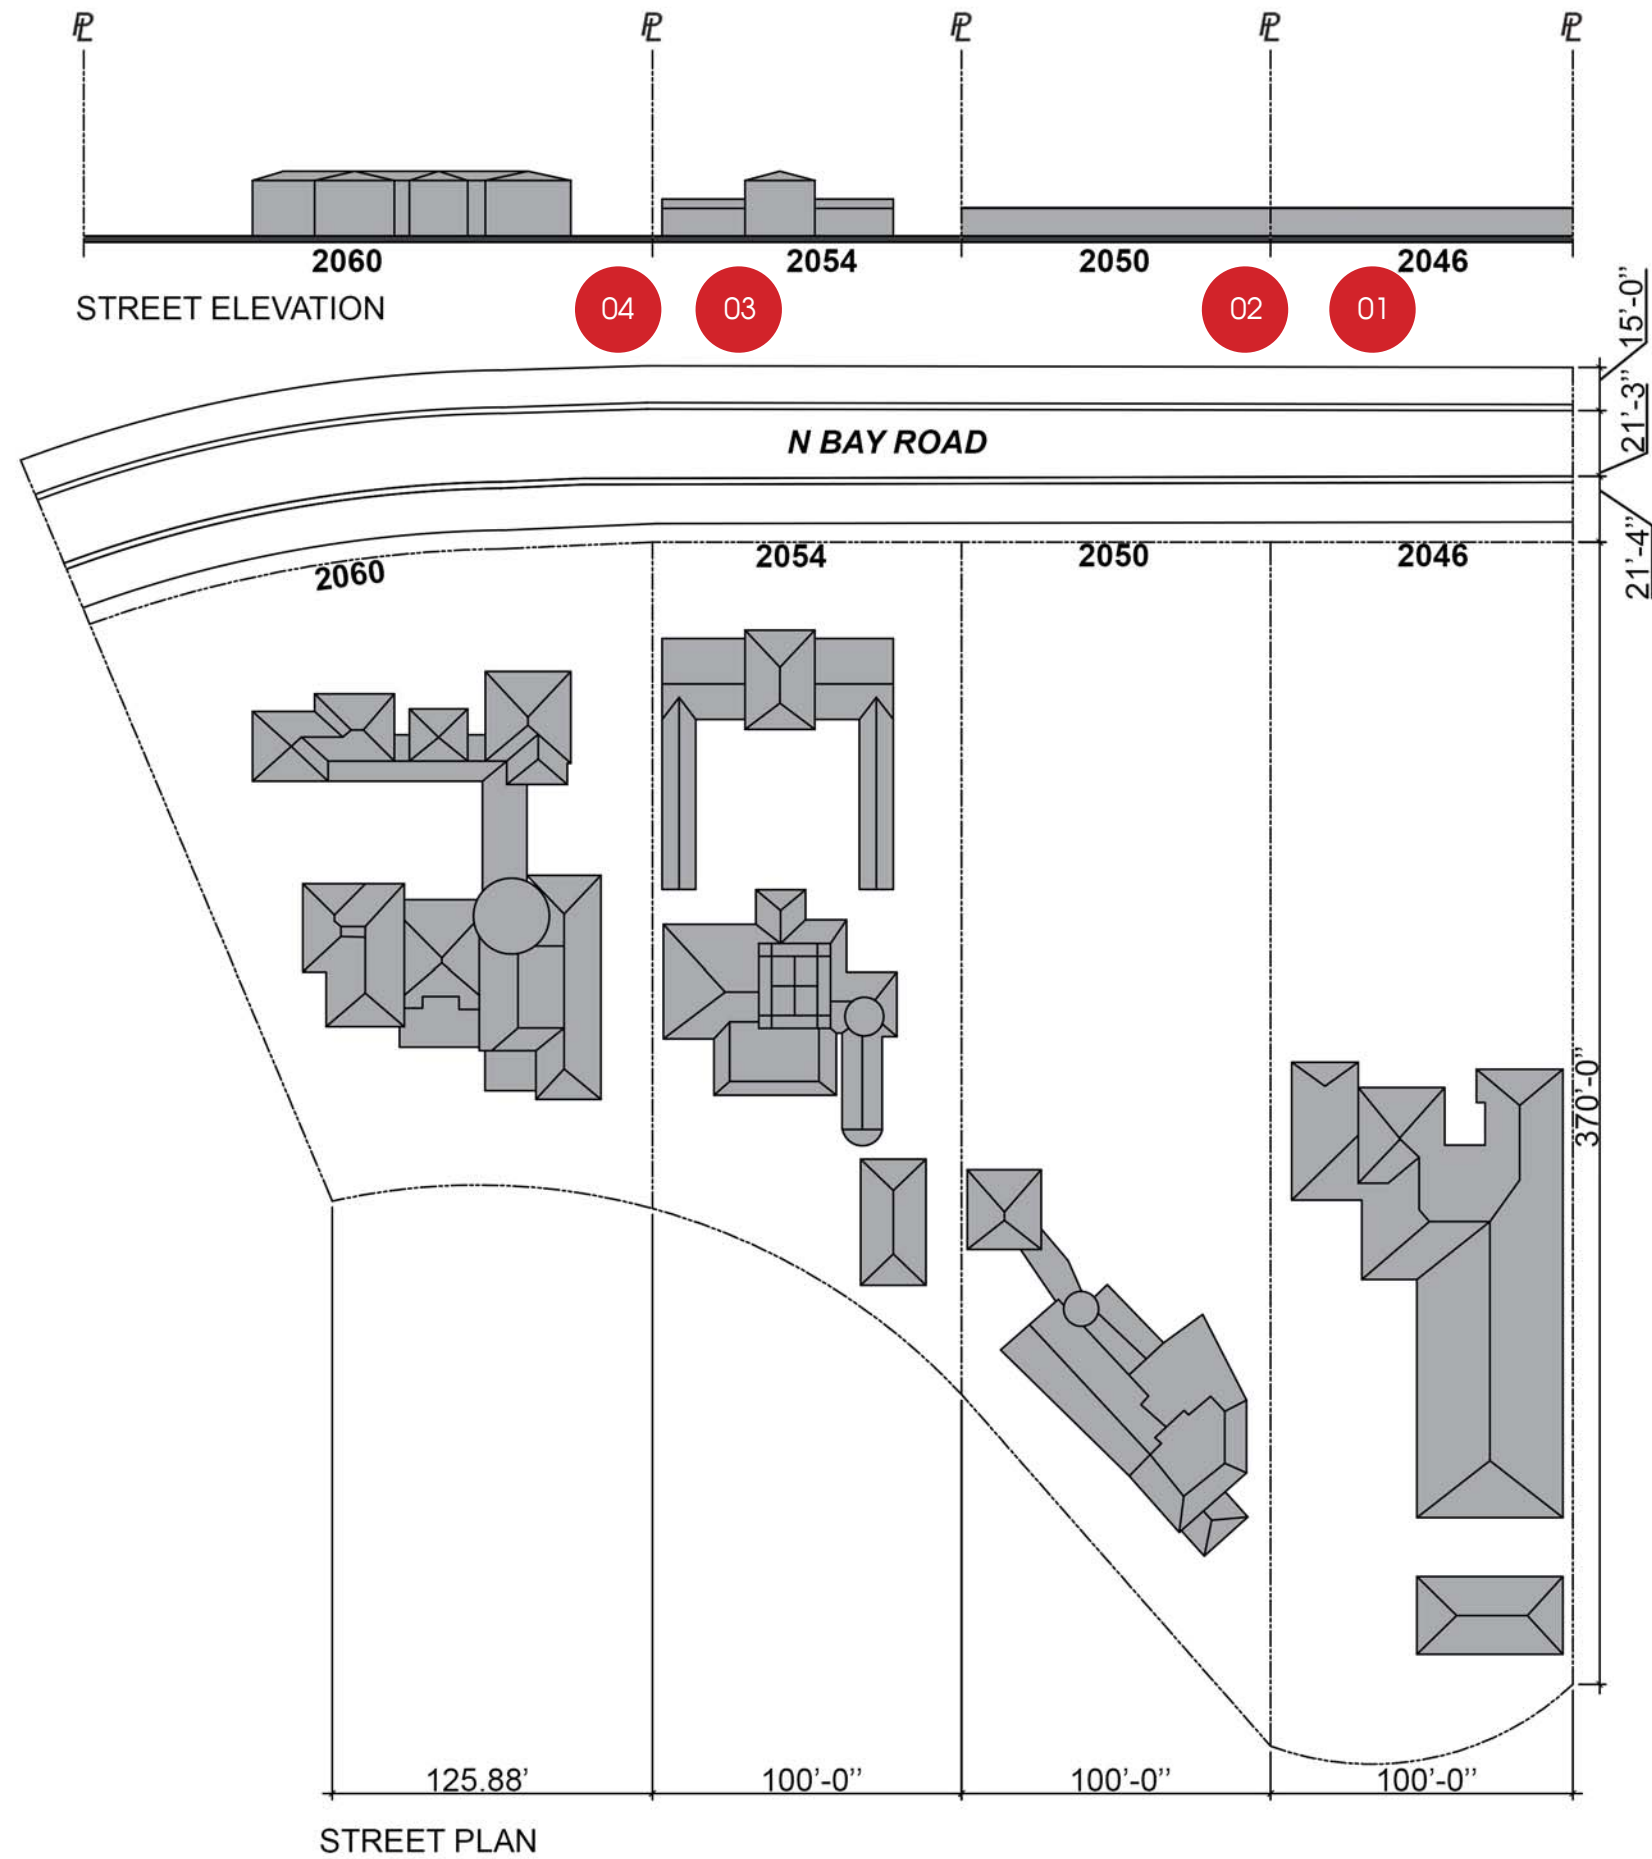 PL PL PL PL PL
2060 2054 2050 2046
STREET ELEVATION
04 03 02 01
15'-0"
21'-3"
N BAY ROAD
21'-4"
2060 2054 2050 2046
370'-0"
125.88' 100'-0" 100'-0" 100'-0"
STREET PLAN